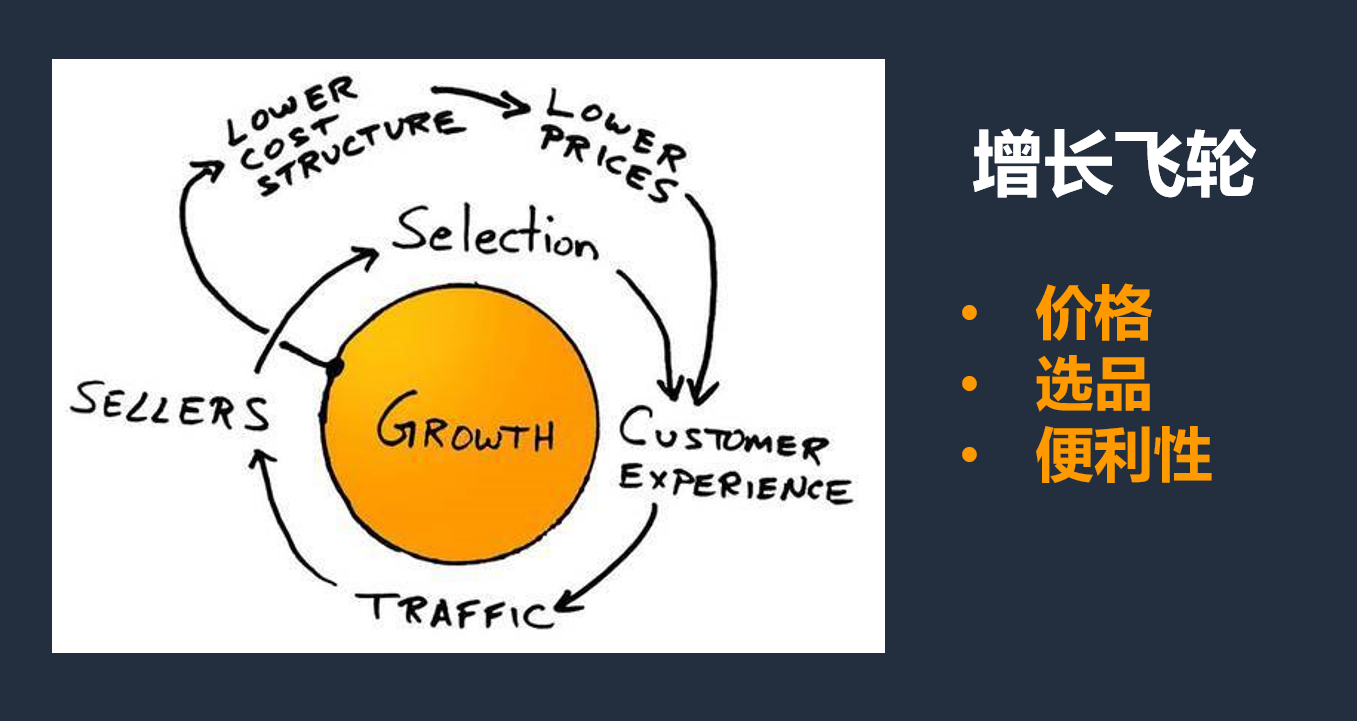 LOWER
COST
STRUCTURE
LOWER
PRICES
Selection
SELLERS
GROWTH
CUSTOMER
EXPERIENCE
TRAFFIC
增长飞轮
• 价格
• 选品
• 便利性